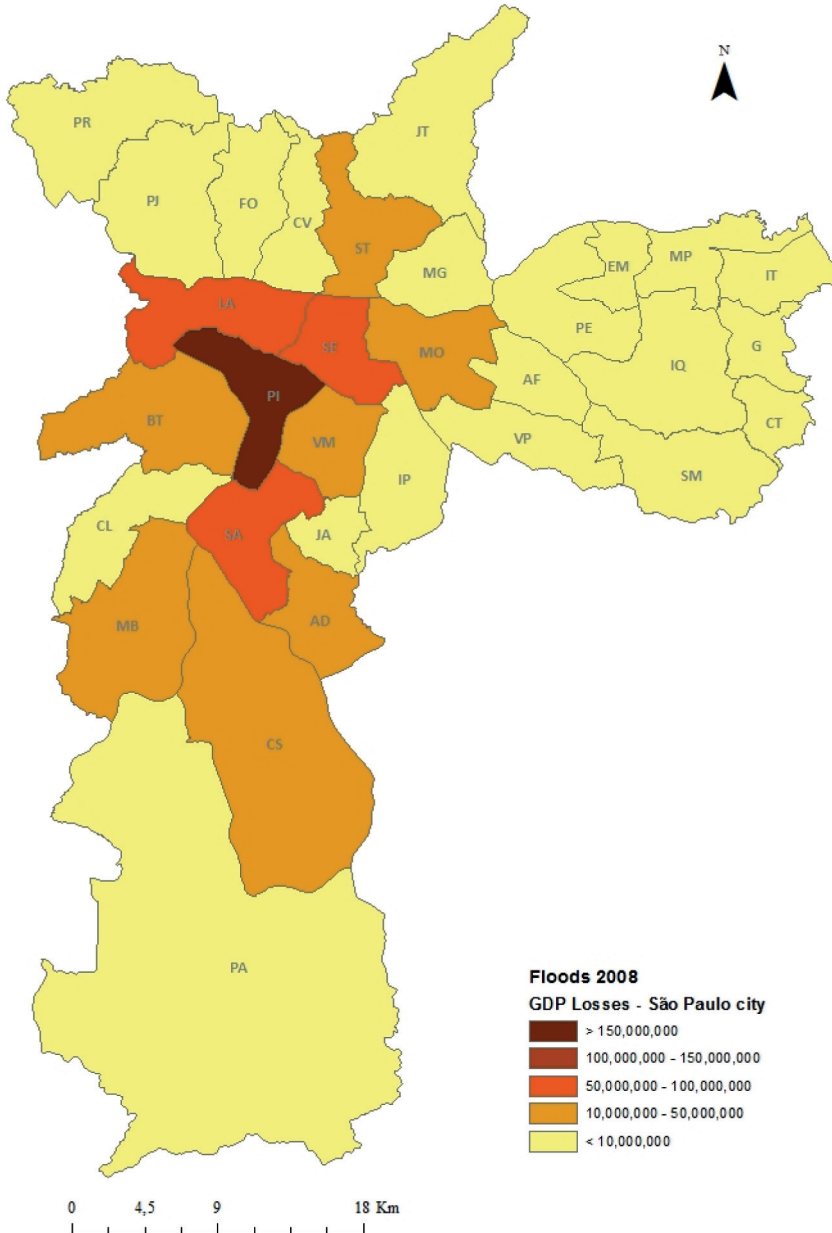 N
PR
JT
PJ
FO
CV
ST
MG
EM
MP
IT
LA
SE
MO
PE
AF
IQ
G
PI
BT
VM
CT
VP
IP
SM
CL
SA
JA
MB
AD
CS
PA
Floods 2008
GDP Losses - São Paulo city
> 150,000,000
100,000,000 - 150,000,000
50,000,000 - 100,000,000
10,000,000 - 50,000,000
< 10,000,000
0 4,5 9 18 Km